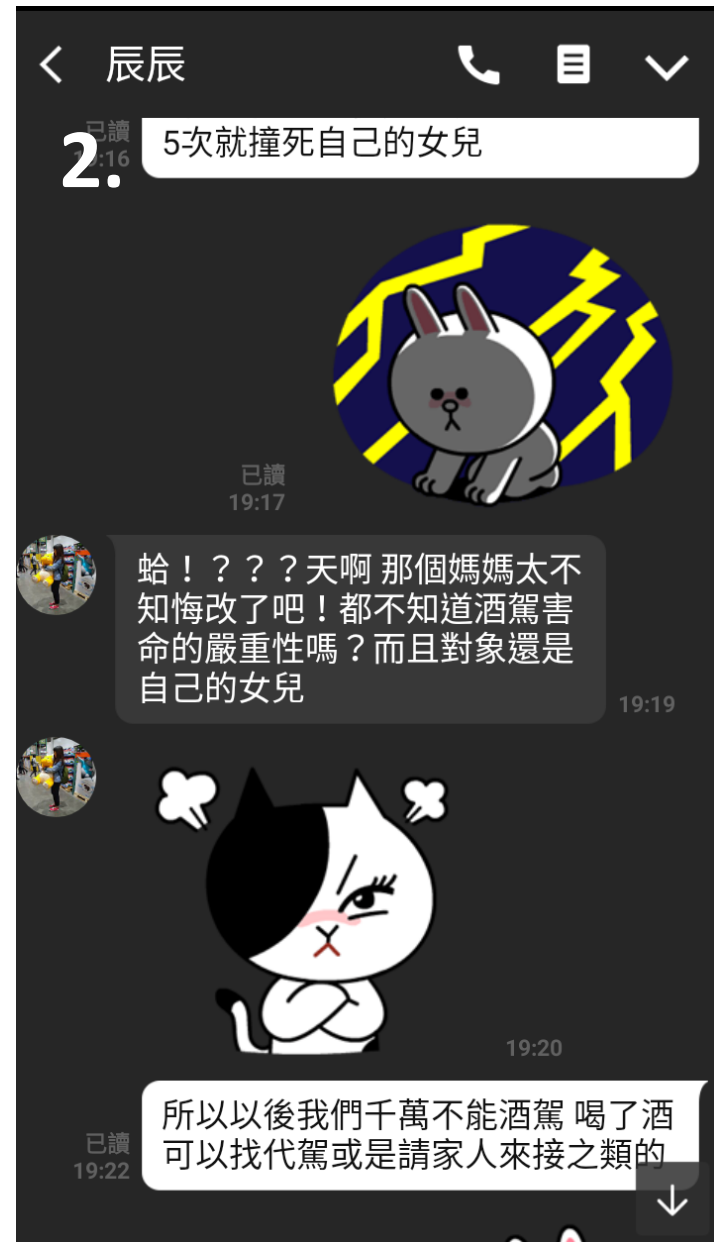 辰辰
已讀
2.
5次就撞死自己的女兒
已讀
19:17
蛤！？？？天啊 那個媽媽太不
知悔改了吧！都不知道酒駕害
命的嚴重性嗎？而且對象還是
自己的女兒
19:19
19:20
所以以後我們千萬不能酒駕 喝了酒
可以找代駕或是請家人來接之類的
已讀
19:22